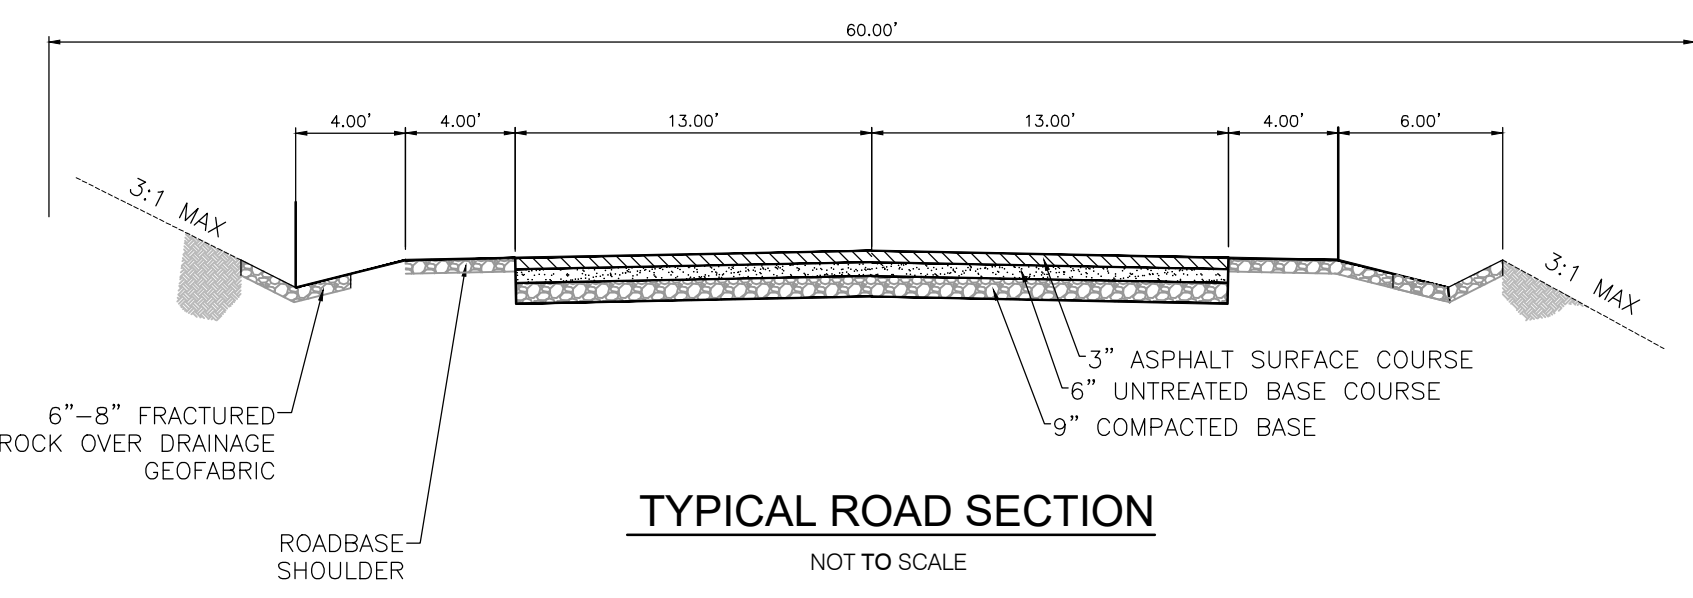 60.00'
4.00'
4.00'
13.00'
13.00'
4.00'
6.00'
3:1 MAX
3:1 MAX
3” ASPHALT SURFACE COURSE
6” UNTREATED BASE COURSE
9” COMPACTED BASE
6”-8” FRACTURED
ROCK OVER DRAINAGE
GEOFABRIC
ROADBASE
SHOULDER
TYPICAL ROAD SECTION
NOT TO SCALE